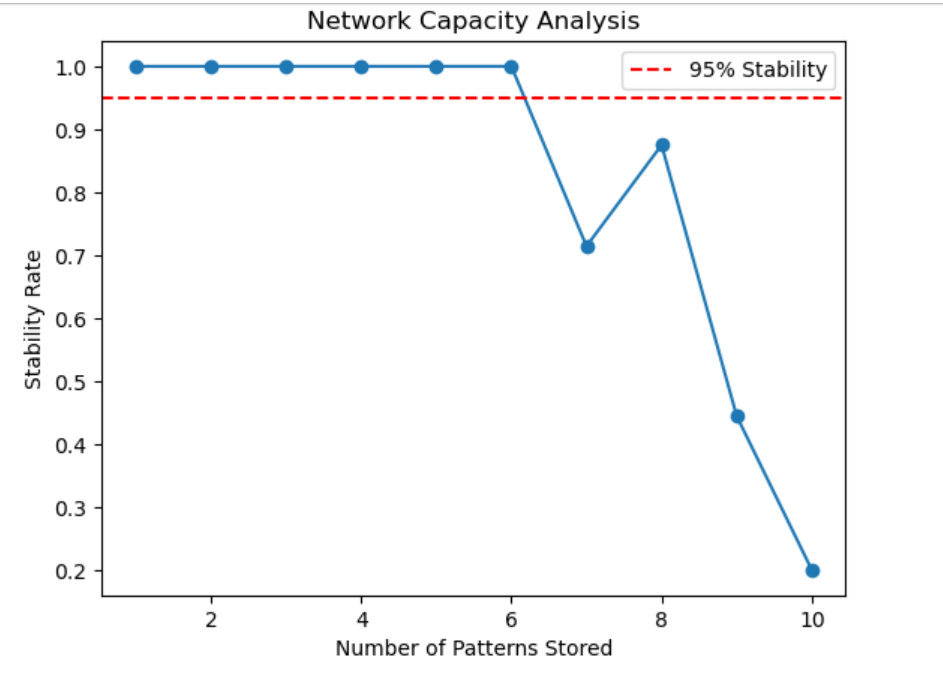 Network Capacity Analysis
95% Stability
1.0
0.9
0.8
0.7
0.6
0.5
0.4
0.3
0.2
Stability Rate
2 4 6 8 10
Number of Patterns Stored